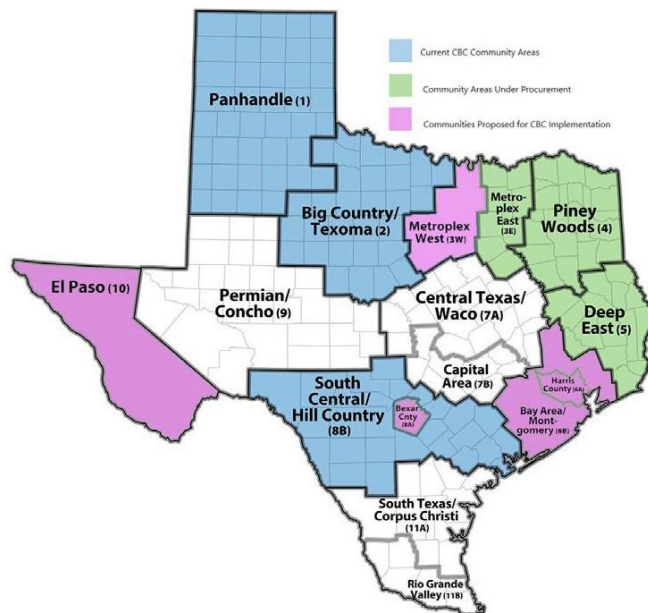 Current CBC Community Areas
Community Areas Under Procurement
Communities Proposed for CBC Implementation
Panhandle (1)
Big Country/
Texoma (2)
Metroplex
West (3W)
Metro-
plex
East
(3E)
Piney
Woods (4)
El Paso (10)
Permian/
Concho (9)
Central Texas/
Waco (7A)
Deep
East (5)
Capital
Area (7B)
South
Central/
Hill Country
(8B)
Bexar
Cnty
(8A)
Harris
County (6A)
Bay Area/
Mont-
gomery (6B)
South Texas/
Corpus Christi
(11A)
Rio Grande
Valley (11B)